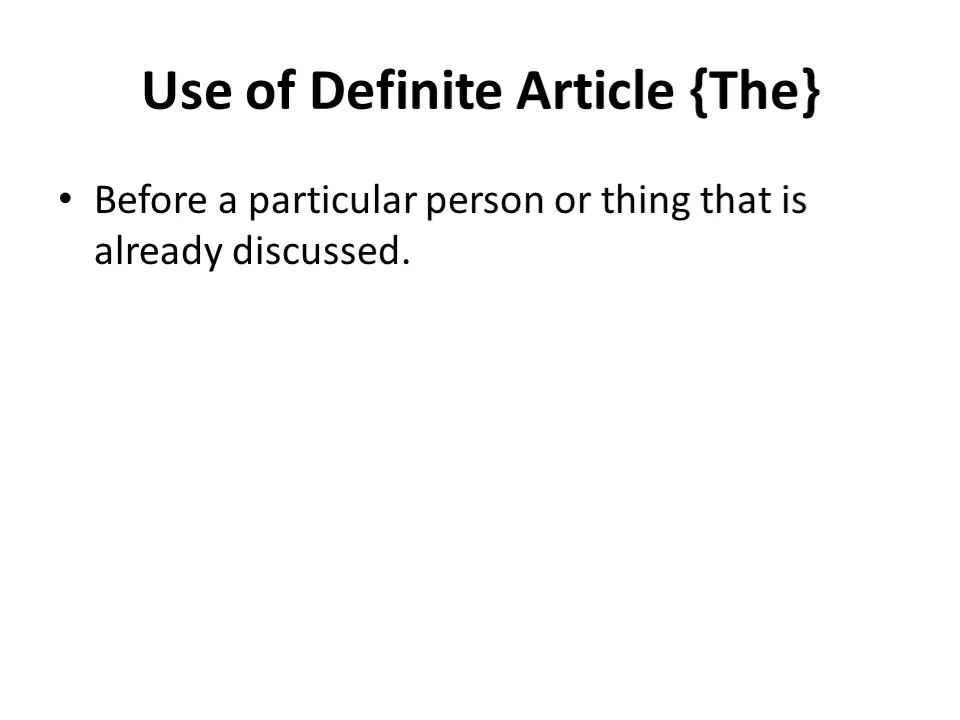 Use of Definite Article {The}
• Before a particular person or thing that is
already discussed.